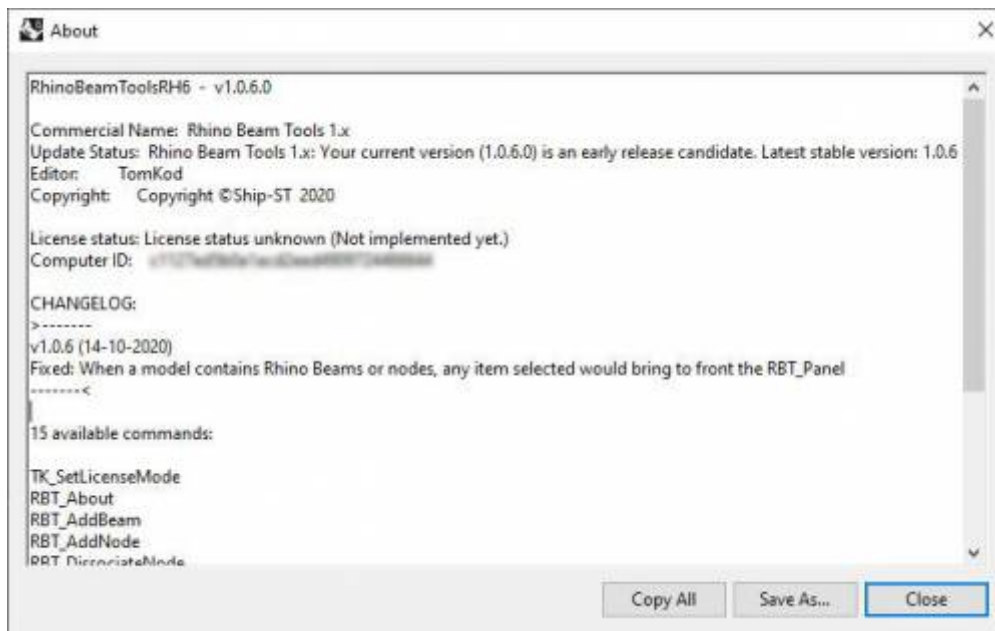 About
RhinoBeamToolsRH6 - v1.0.6.0
Commercial Name: Rhino Beam Tools 1.x
Update Status: Rhino Beam Tools 1.x: Your current version (1.0.6.0) is an early release candidate. Latest stable version: 1.0.6
Editor: TomKod
Copyright: Copyright ©Ship-ST 2020
License status: License status unknown (Not implemented yet.)
Computer ID:
CHANGELOG:
>-------
v1.0.6 (14-10-2020)
Fixed: When a model contains Rhino Beams or nodes, any item selected would bring to front the RBT_Panel
-------<
15 available commands:
TK_SetLicenseMode
RBT_About
RBT_AddBeam
RBT_AddNode
RBT_DissociateNode
Copy All Save As... Close